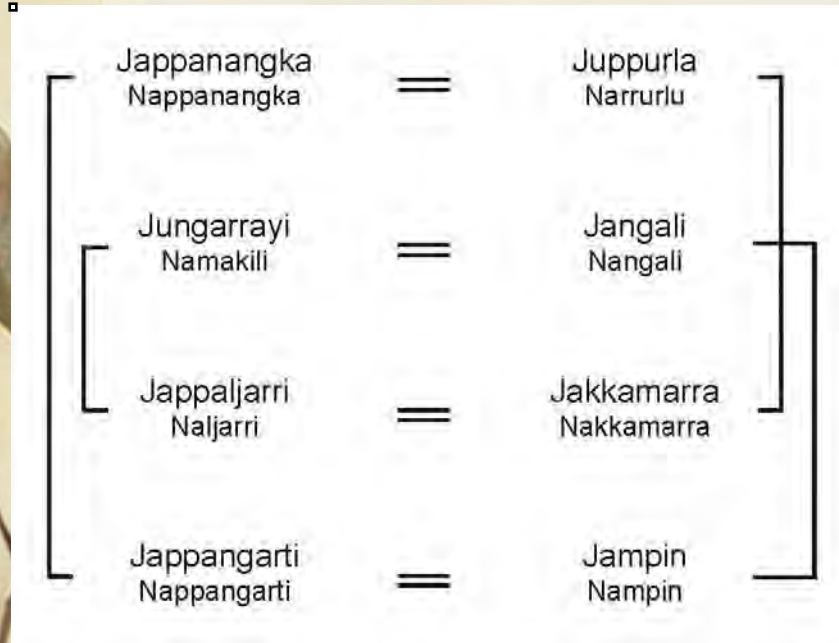 Jappanangka = Juppurla
Nappanangka Narrurlu
Jungarrayi = Jangali
Namakili Nangali
Jappaljarri = Jakkamarra
Naljarri Nakkamarra
Jappangarti = Jampin
Nappangarti Nampin